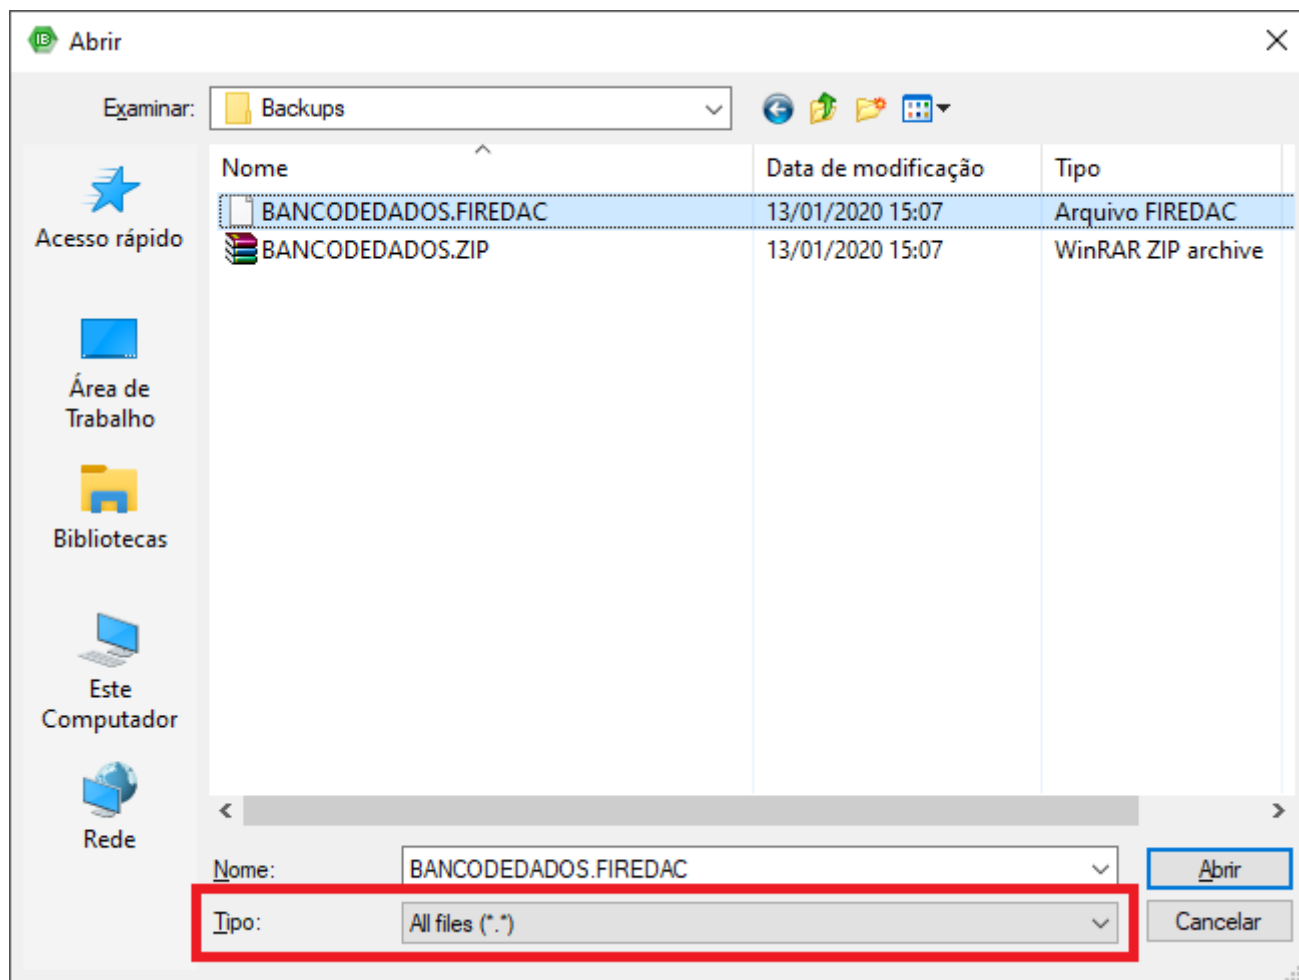 Abrir
Examinar: Backups
Nome Data de modificação Tipo
BANCODEDADOS.FIREDAC 13/01/2020 15:07 Arquivo FIREDAC
BANCODEDADOS.ZIP 13/01/2020 15:07 WinRAR ZIP archive
Acesso rápido
Área de
Trabalho
Bibliotecas
Este
Computador
Rede
Nome: BANCODEDADOS.FIREDAC Abrir
Tipo: All files (*.*) Cancelar